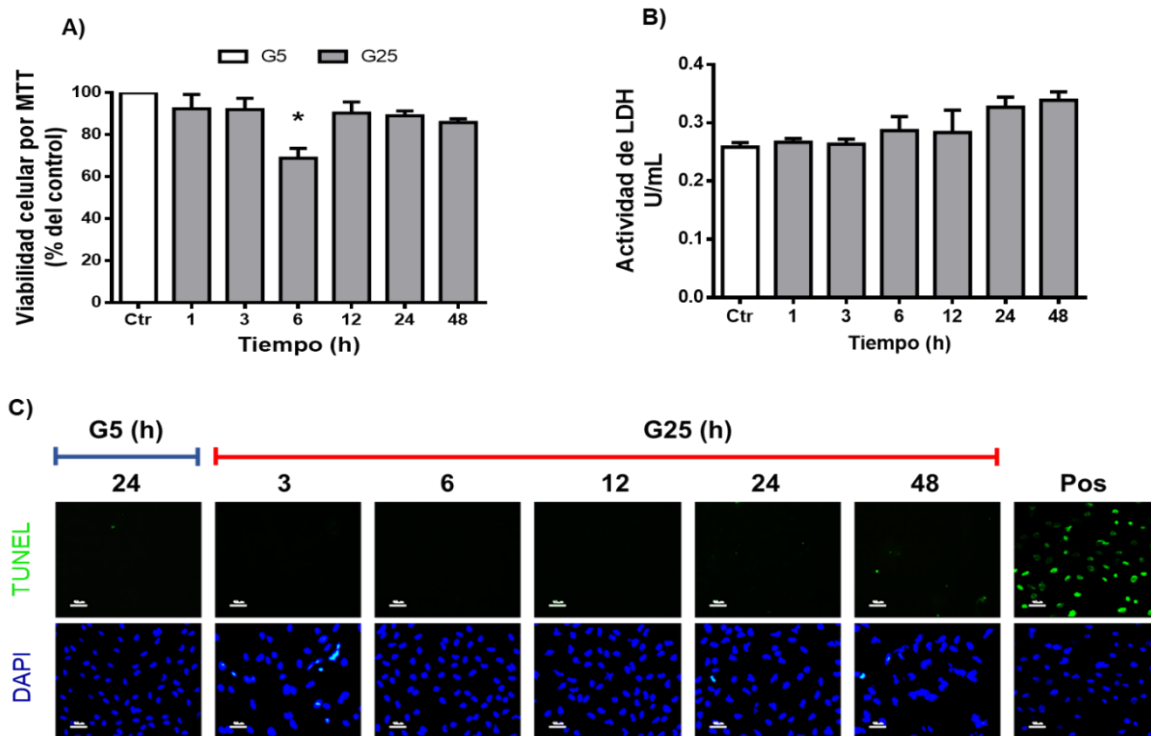 A)
G5 G25
Viabilidad celular por MTT
(% del control)
100
80
60
40
20
0
*
Ctr 1 3 6 12 24 48
Tiempo (h)
B)
Actividad de LDH
U/mL
0.4
0.3
0.2
0.1
0.0
Ctr 1 3 6 12 24 48
Tiempo (h)
C)
G5 (h) G25 (h)
24 3 6 12 24 48 Pos
TUNEL
DAPI